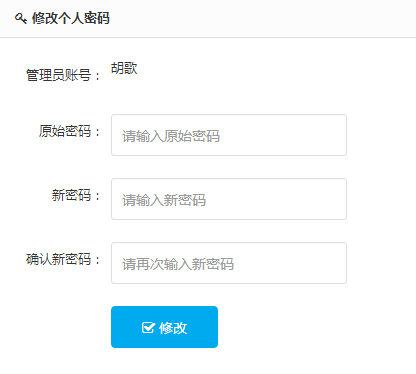 修改个人密码
管理员账号： 胡歌
原始密码： 请输入原始密码
新密码： 请输入新密码
确认新密码： 请再次输入新密码
修改